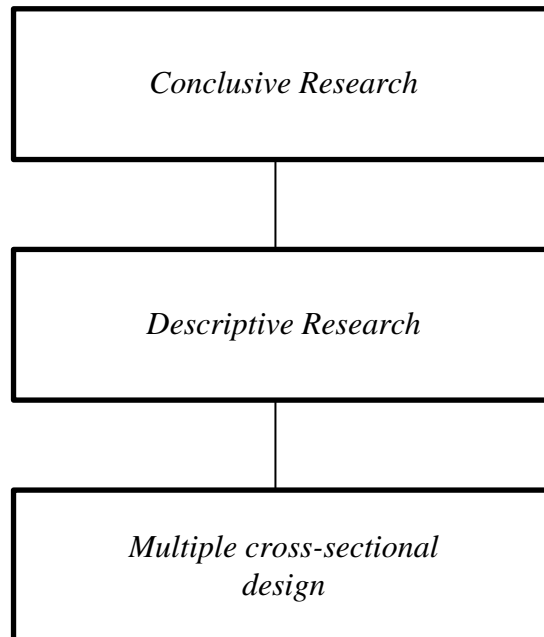 Conclusive Research
Descriptive Research
Multiple cross-sectional
design